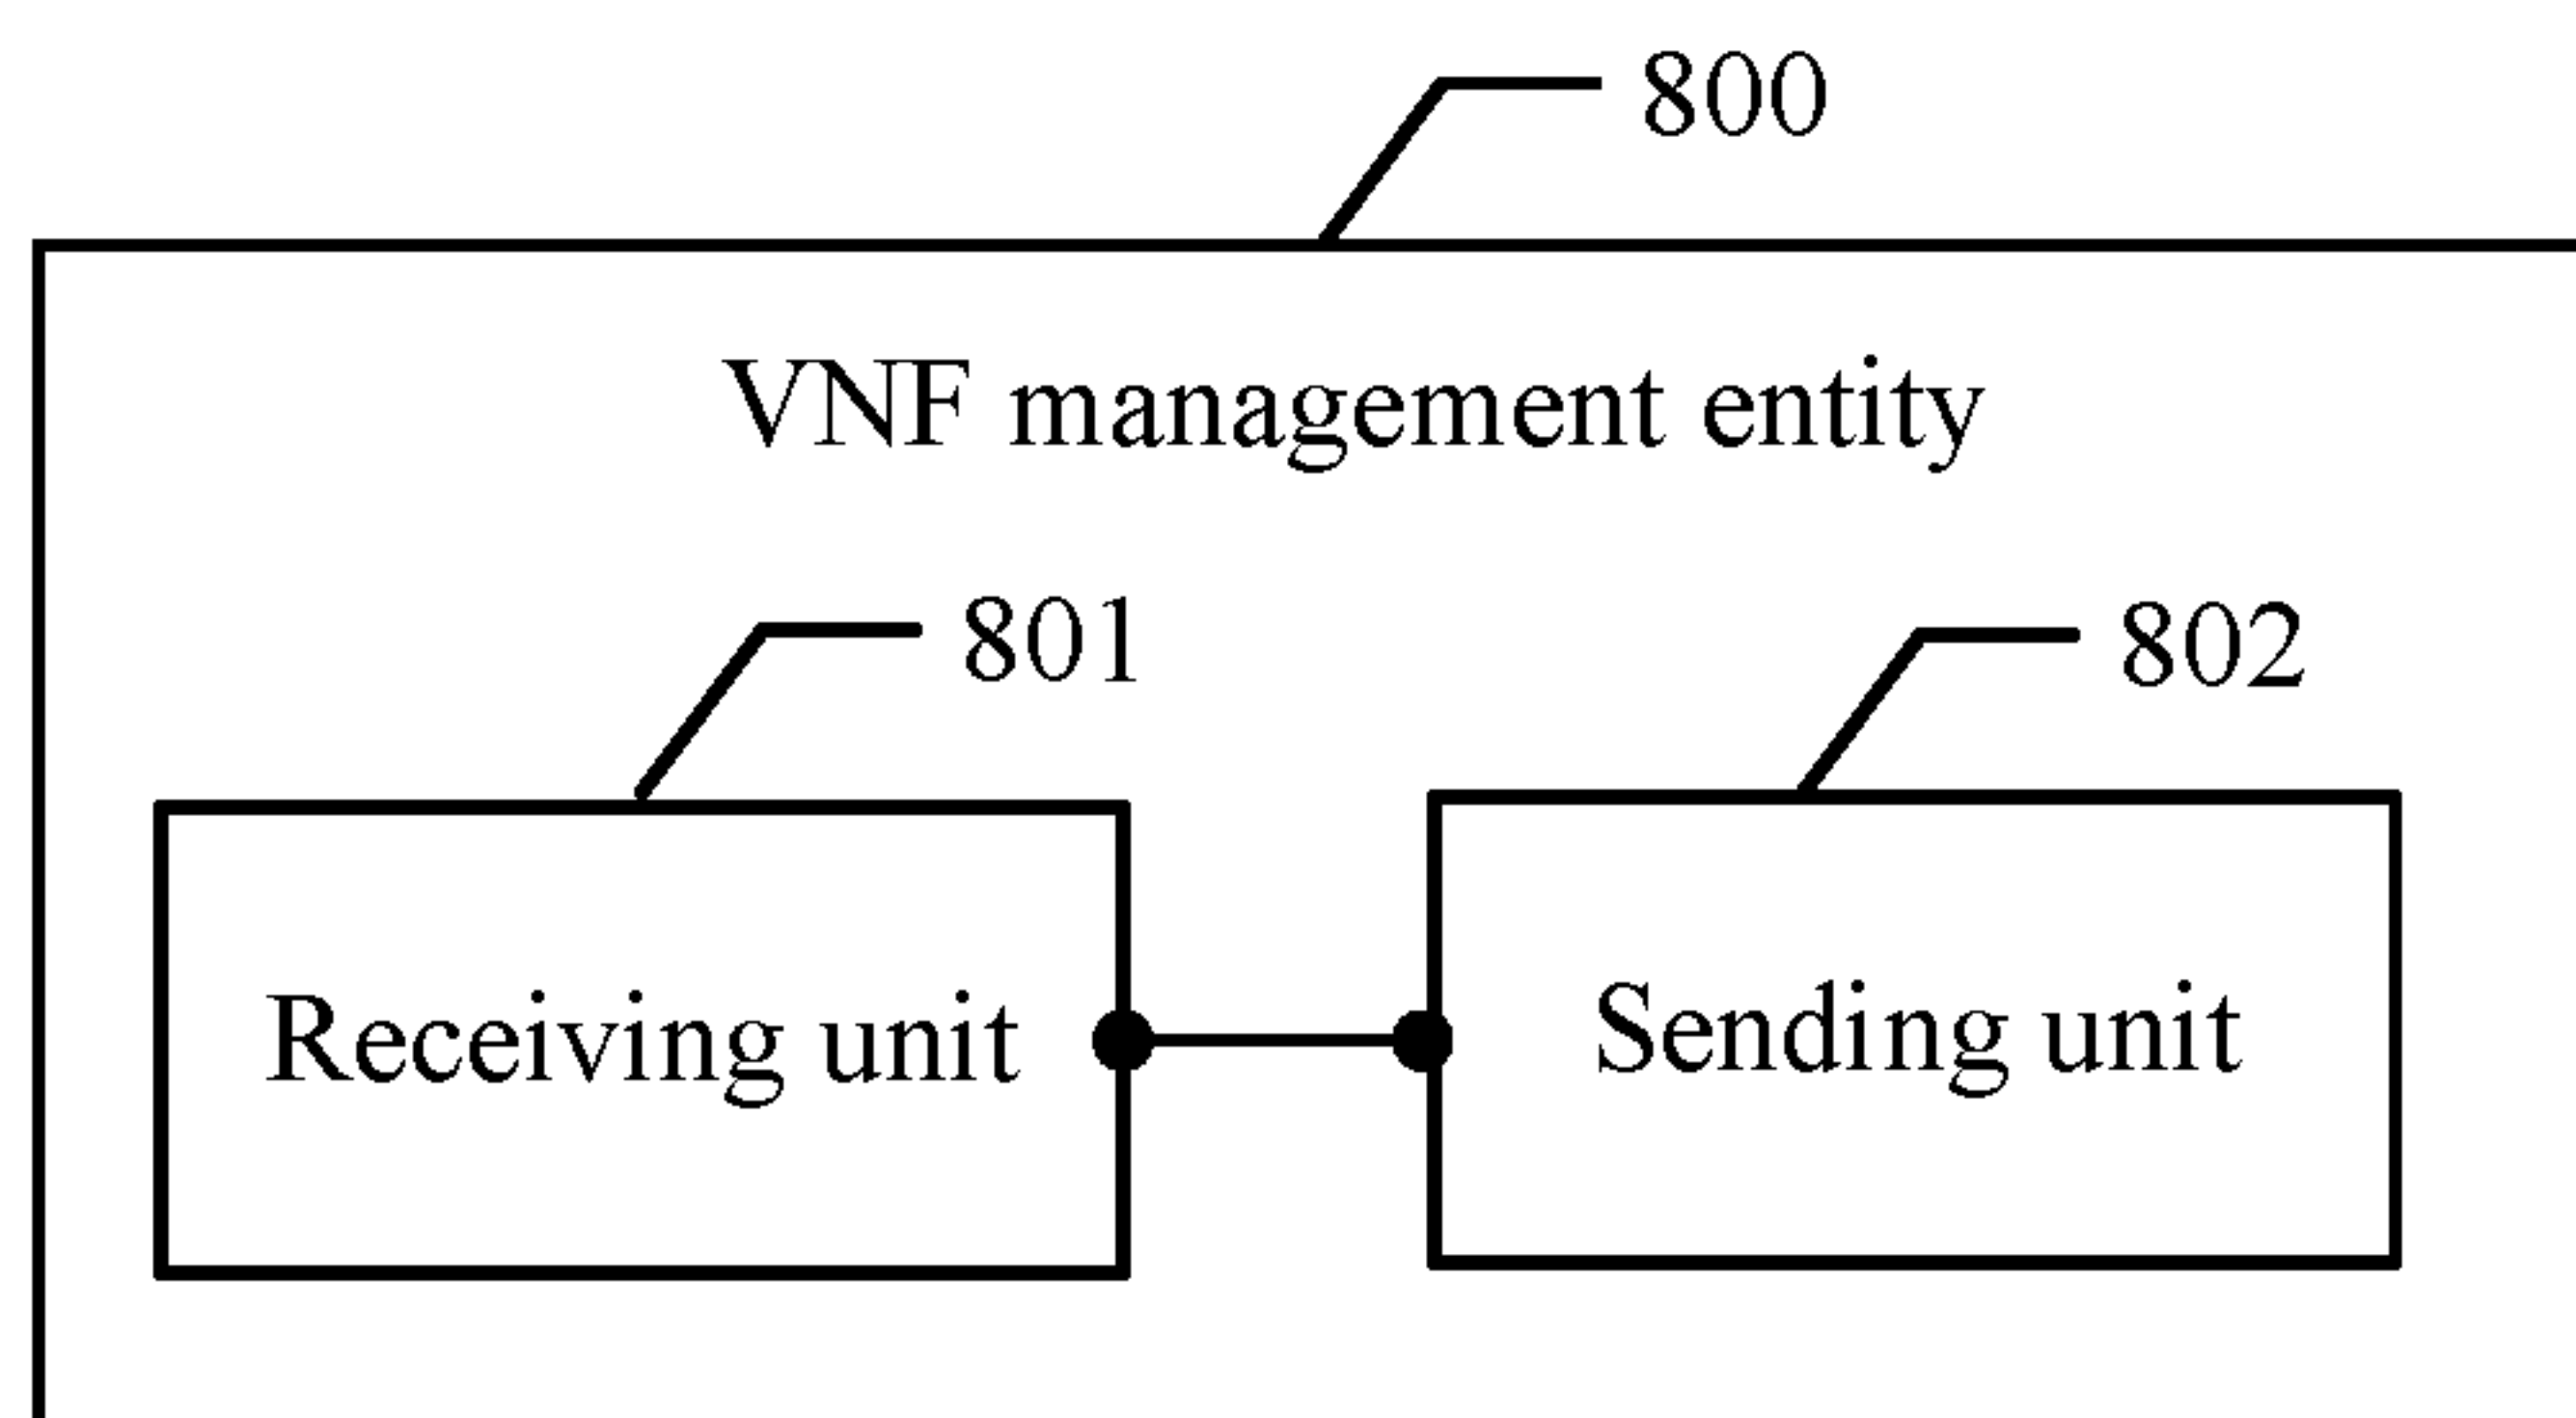 800
VNF management entity
801
802
Receiving unit
Sending unit